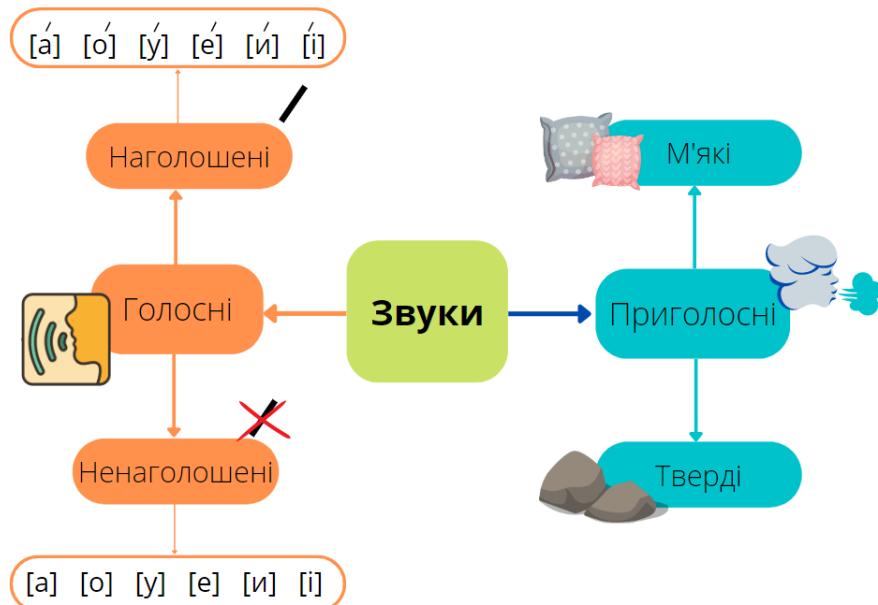 [а́] [о́] [у́] [е́] [и́] [і́]
Наголошені
М'які
Голосні
Звуки
Приголосні
Ненаголошені
Тверді
[а] [о] [у] [е] [и] [і]